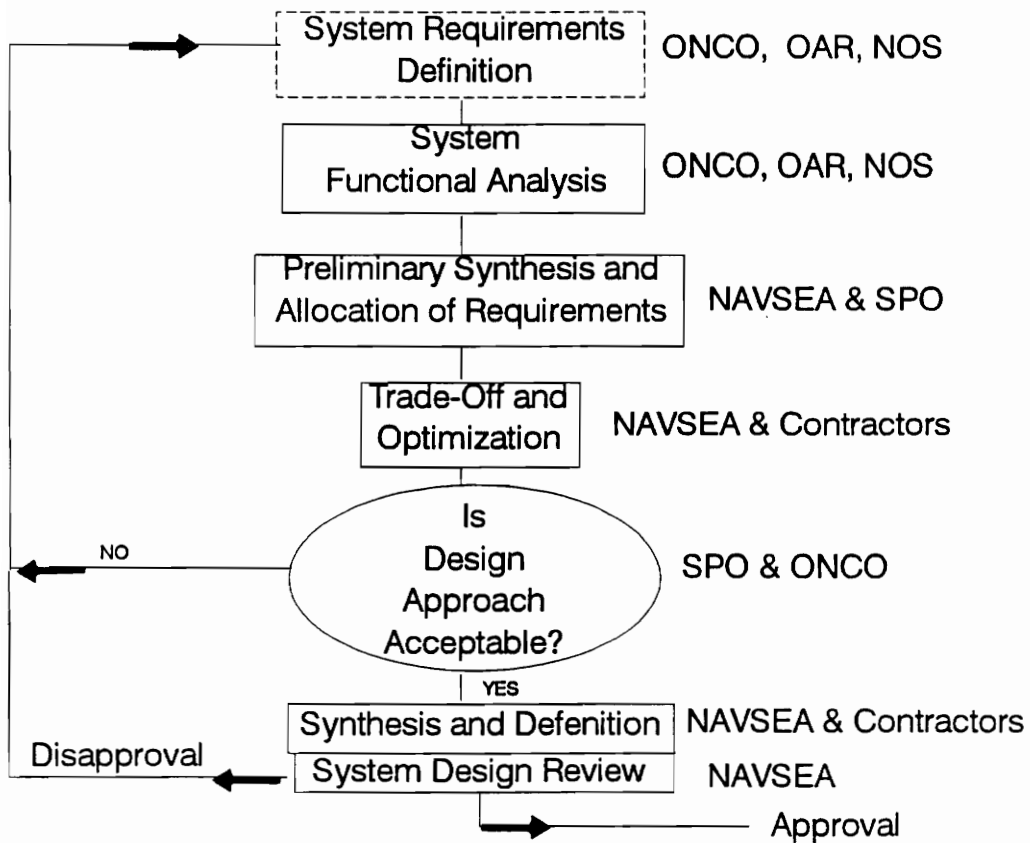 System Requirements
Definition
ONCO, OAR, NOS
System
Functional Analysis
ONCO, OAR, NOS
Preliminary Synthesis and
Allocation of Requirements
NAVSEA & SPO
Trade-Off and
Optimization
NAVSEA & Contractors
Is
Design
Approach
Acceptable?
NO
SPO & ONCO
YES
Synthesis and Defenition
NAVSEA & Contractors
Disapproval
System Design Review
NAVSEA
Approval